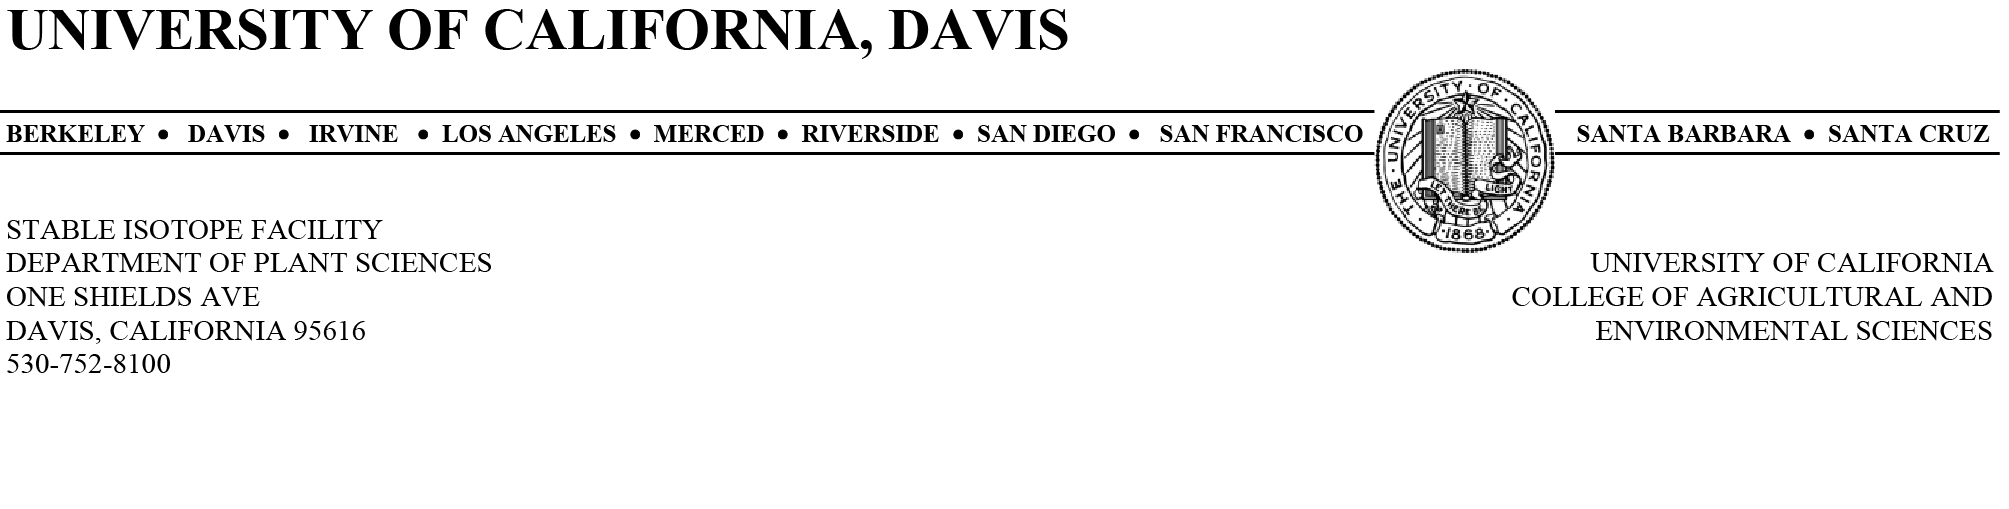 UNIVERSITY OF CALIFORNIA, DAVIS
BERKELEY • DAVIS • IRVINE • LOS ANGELES • MERCED • RIVERSIDE • SAN DIEGO • SAN FRANCISCO
THE · UNIVERSITY · OF · CALIFORNIA ·
LET THERE BE LIGHT
· 1868 ·
SANTA BARBARA • SANTA CRUZ
STABLE ISOTOPE FACILITY
DEPARTMENT OF PLANT SCIENCES
ONE SHIELDS AVE
DAVIS, CALIFORNIA 95616
530-752-8100
UNIVERSITY OF CALIFORNIA
COLLEGE OF AGRICULTURAL AND
ENVIRONMENTAL SCIENCES